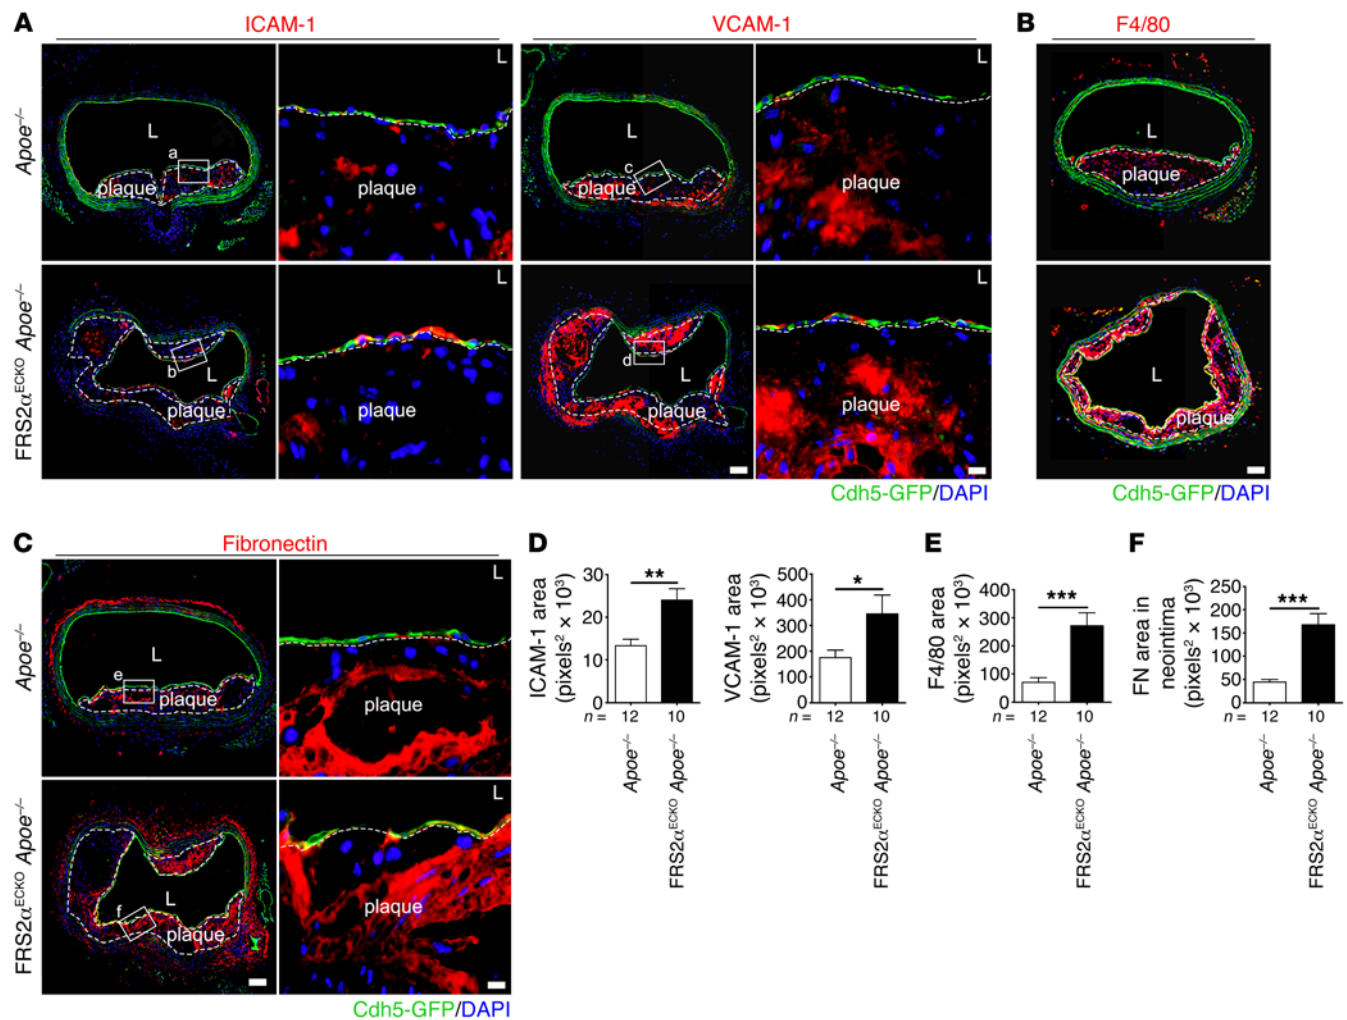 A
ICAM-1
VCAM-1
B
F4/80
Apoe–/–
L
a
plaque
L
plaque
L
c
plaque
L
plaque
L
plaque
FRS2αECKO Apoe–/–
b
L
plaque
L
plaque
d
L
plaque
L
plaque
L
plaque
Cdh5-GFP/DAPI
Cdh5-GFP/DAPI
C
Fibronectin
Apoe–/–
L
e
plaque
L
plaque
FRS2αECKO Apoe–/–
L
f
plaque
L
plaque
Cdh5-GFP/DAPI
D
ICAM-1 area
(pixels² × 10³)
30
20
10
0
**
n = 12 10
Apoe–/–
FRS2αECKO Apoe–/–
VCAM-1 area
(pixels² × 10³)
500
400
300
200
100
0
*
n = 12 10
Apoe–/–
FRS2αECKO Apoe–/–
E
F4/80 area
(pixels² × 10³)
400
300
200
100
0
***
n = 12 10
Apoe–/–
FRS2αECKO Apoe–/–
F
FN area in
neointima
(pixels² × 10³)
250
200
150
100
50
0
***
n = 12 10
Apoe–/–
FRS2αECKO Apoe–/–